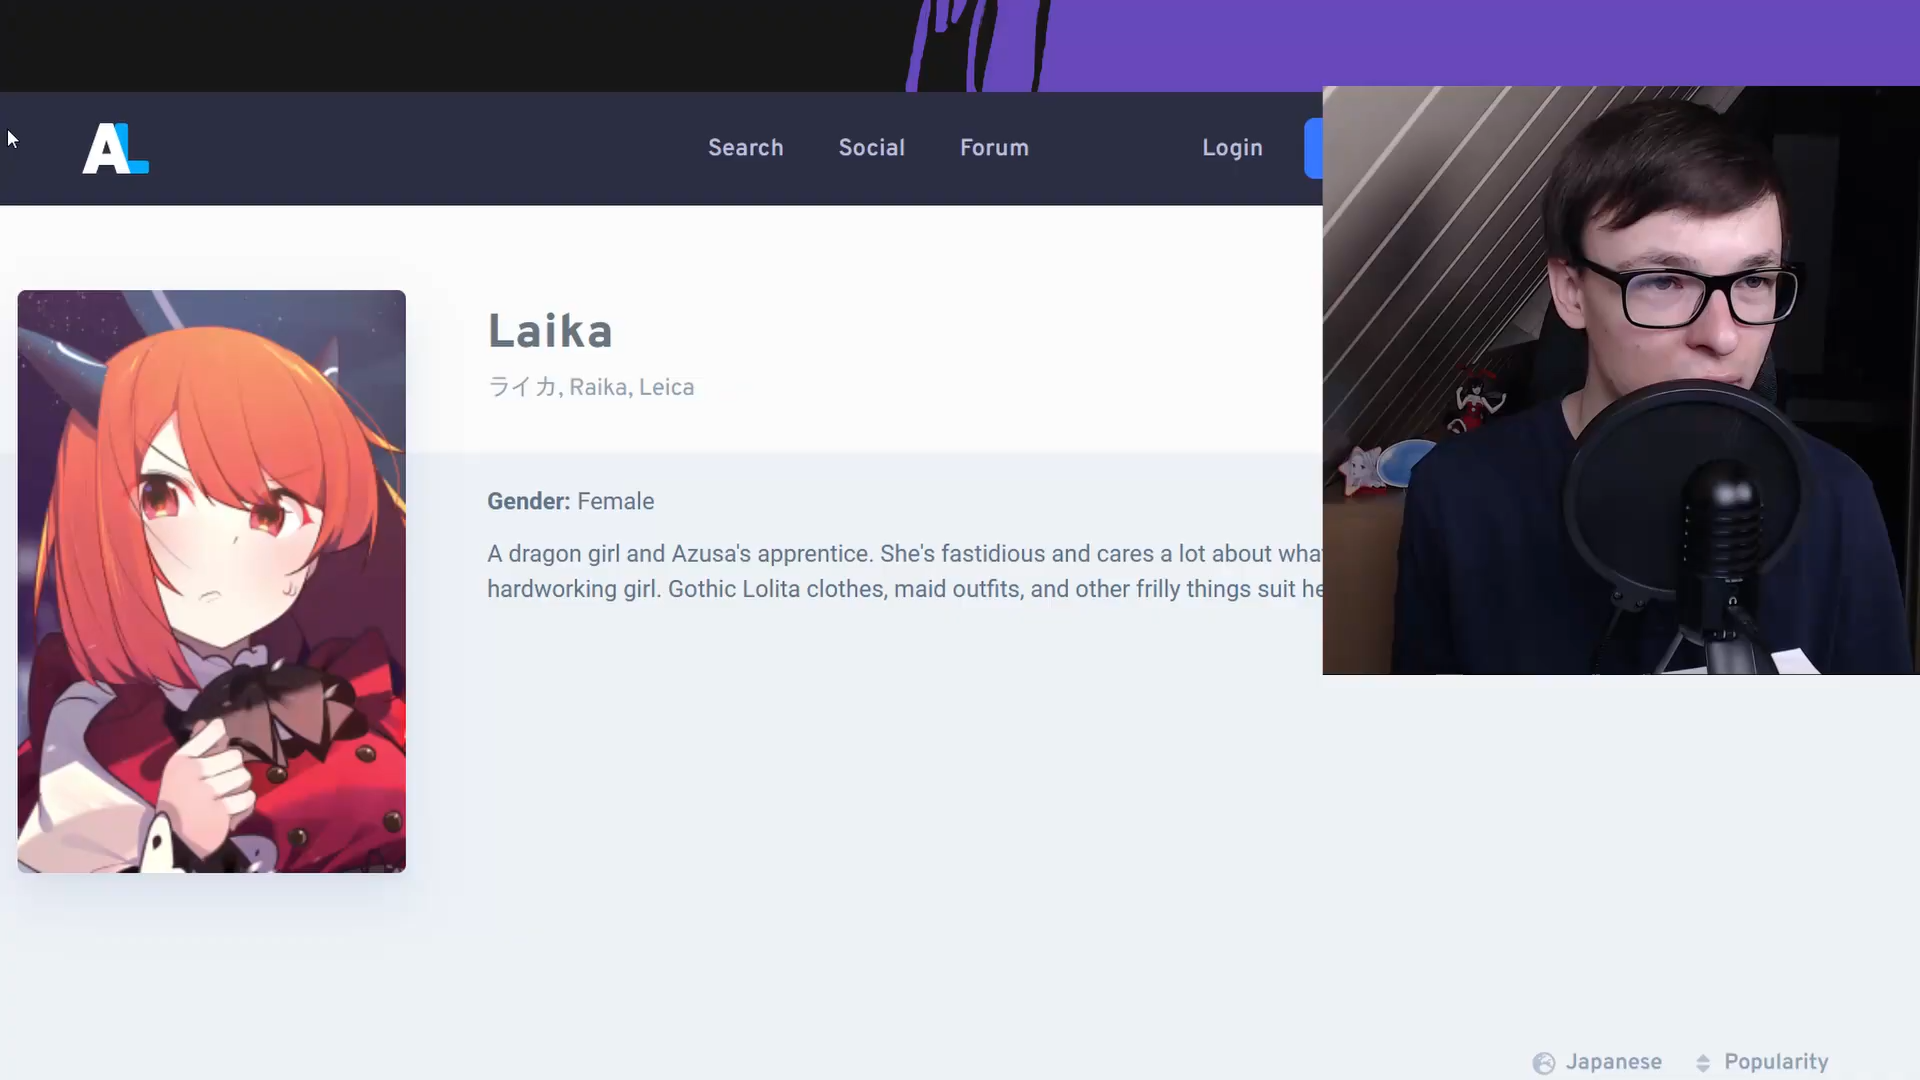 AL
Search Social Forum Login
Laika
ライカ, Raika, Leica
Gender: Female
A dragon girl and Azusa's apprentice. She's fastidious and cares a lot about
hardworking girl. Gothic Lolita clothes, maid outfits, and other frilly things suit
Japanese Popularity